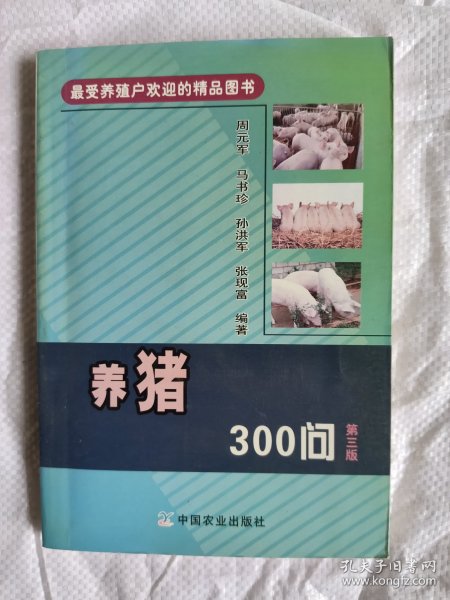 最受养殖户欢迎的精品图书
周元军 马书珍 孙洪军 张现富 编著
养猪
300问
第三版
中国农业出版社
孔夫子旧书网
www.kongfz.com